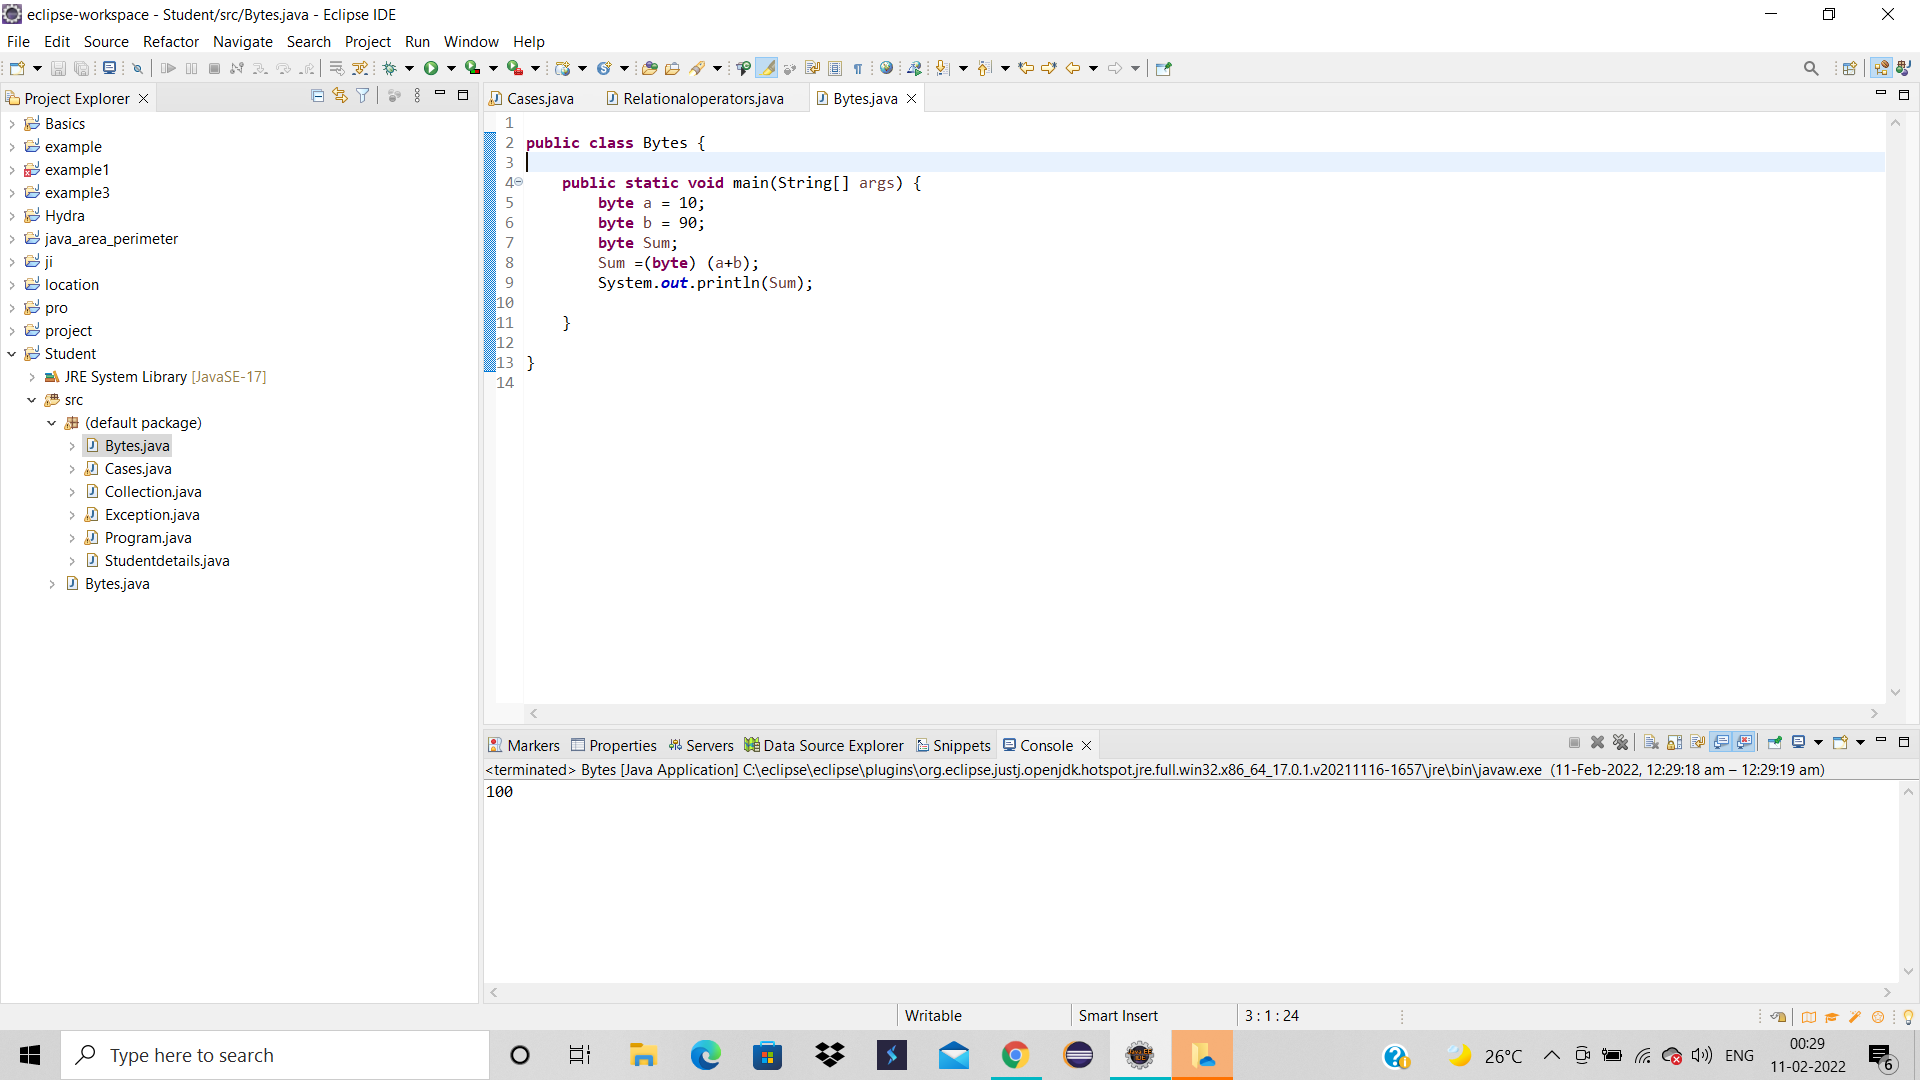 eclipse-workspace - Student/src/Bytes.java - Eclipse IDE
File Edit Source Refactor Navigate Search Project Run Window Help
Project Explorer
Cases.java Relationaloperators.java Bytes.java
Basics
example
example1
example3
Hydra
java_area_perimeter
ji
location
pro
project
Student
JRE System Library [JavaSE-17]
src
(default package)
Bytes.java
Cases.java
Collection.java
Exception.java
Program.java
Studentdetails.java
Bytes.java
1
2 public class Bytes {
3
4 public static void main(String[] args) {
5 byte a = 10;
6 byte b = 90;
7 byte Sum;
8 Sum =(byte) (a+b);
9 System.out.println(Sum);
10
11 }
12
13 }
14
Markers Properties Servers Data Source Explorer Snippets Console
<terminated> Bytes [Java Application] C:\eclipse\eclipse\plugins\org.eclipse.justj.openjdk.hotspot.jre.full.win32.x86_64_17.0.1.v20211116-1657\jre\bin\javaw.exe (11-Feb-2022, 12:29:18 am – 12:29:19 am)
100
Writable Smart Insert 3 : 1 : 24
Type here to search
26°C ENG
00:29
11-02-2022
6